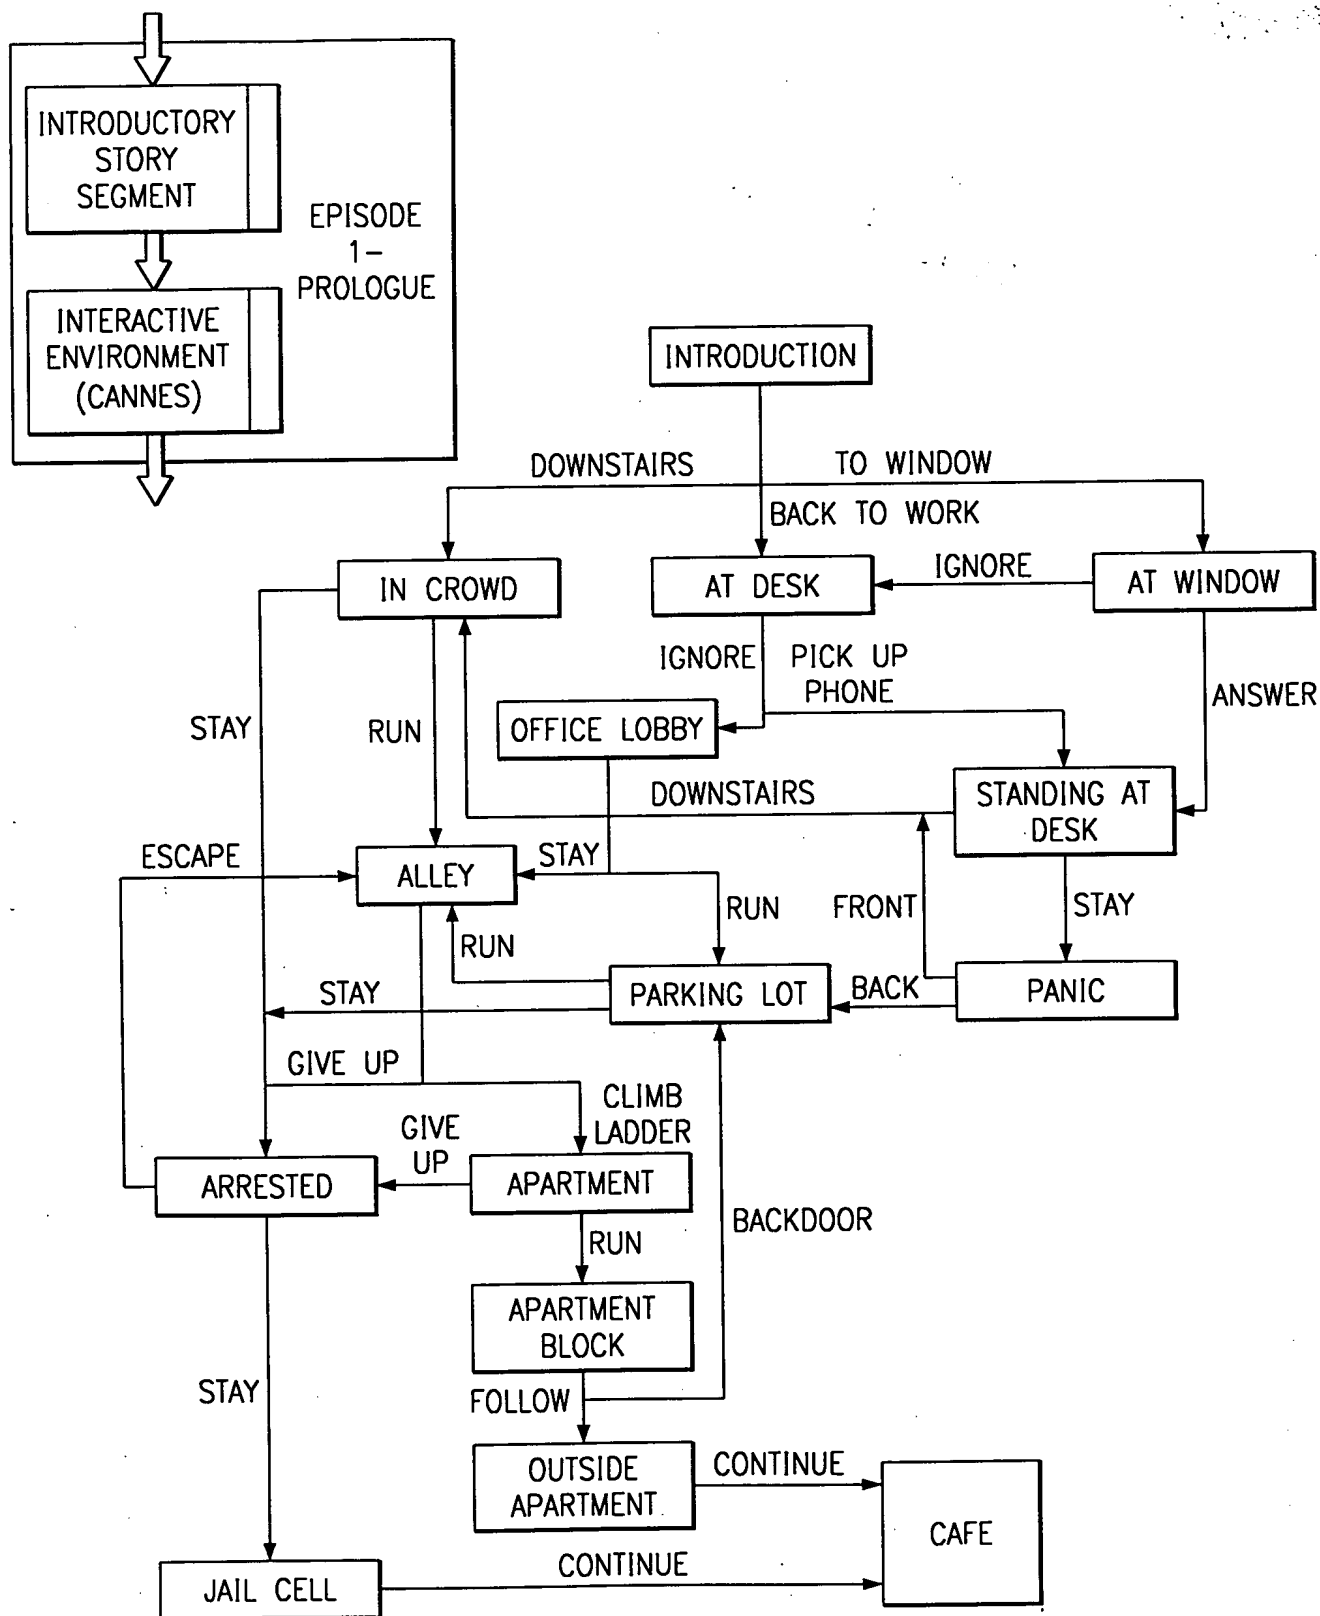 INTRODUCTORY
STORY
SEGMENT
EPISODE
1-
PROLOGUE
INTERACTIVE
ENVIRONMENT
(CANNES)
INTRODUCTION
DOWNSTAIRS
TO WINDOW
BACK TO WORK
IN CROWD
AT DESK
IGNORE
AT WINDOW
IGNORE
PICK UP
PHONE
ANSWER
STAY
RUN
OFFICE LOBBY
DOWNSTAIRS
STANDING AT
DESK
ESCAPE
ALLEY
STAY
RUN
FRONT
STAY
RUN
STAY
PARKING LOT
BACK
PANIC
GIVE UP
CLIMB
LADDER
GIVE
UP
ARRESTED
APARTMENT
BACKDOOR
RUN
APARTMENT
BLOCK
STAY
FOLLOW
OUTSIDE
APARTMENT
CONTINUE
CAFE
JAIL CELL
CONTINUE